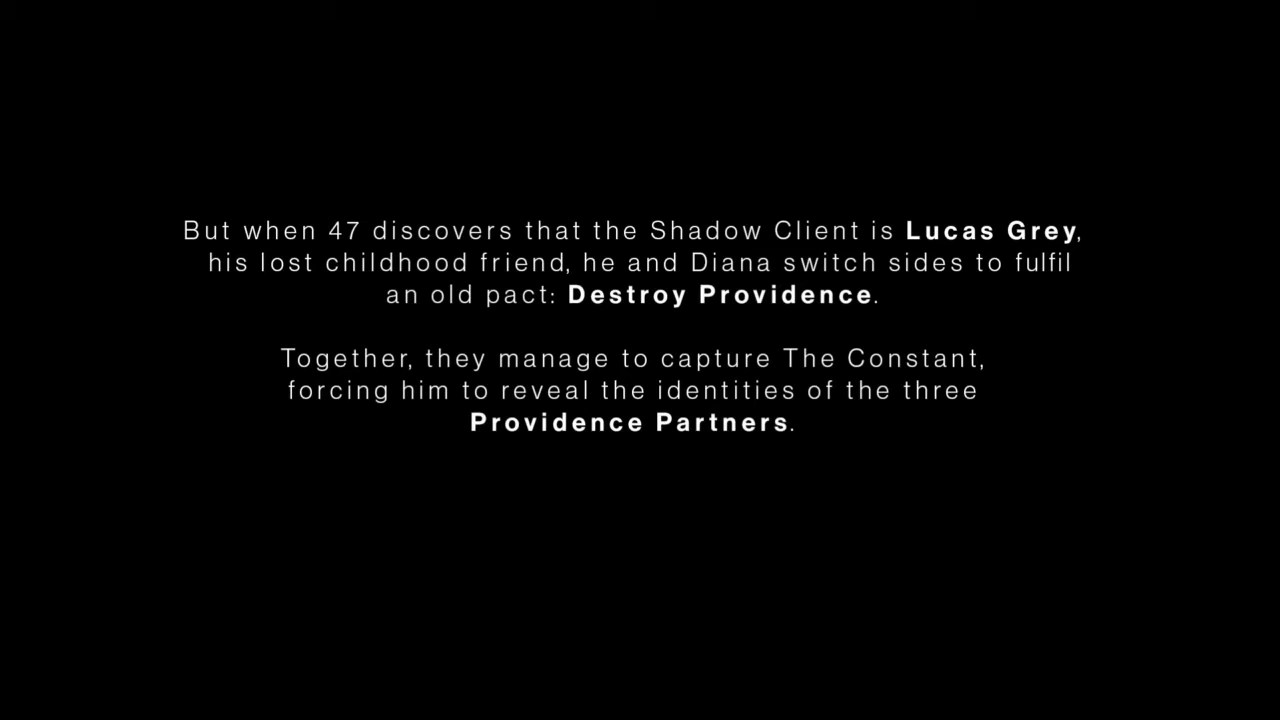 But when 47 discovers that the Shadow Client is Lucas Grey,
his lost childhood friend, he and Diana switch sides to fulfil
an old pact: Destroy Providence.
Together, they manage to capture The Constant,
forcing him to reveal the identities of the three
Providence Partners.